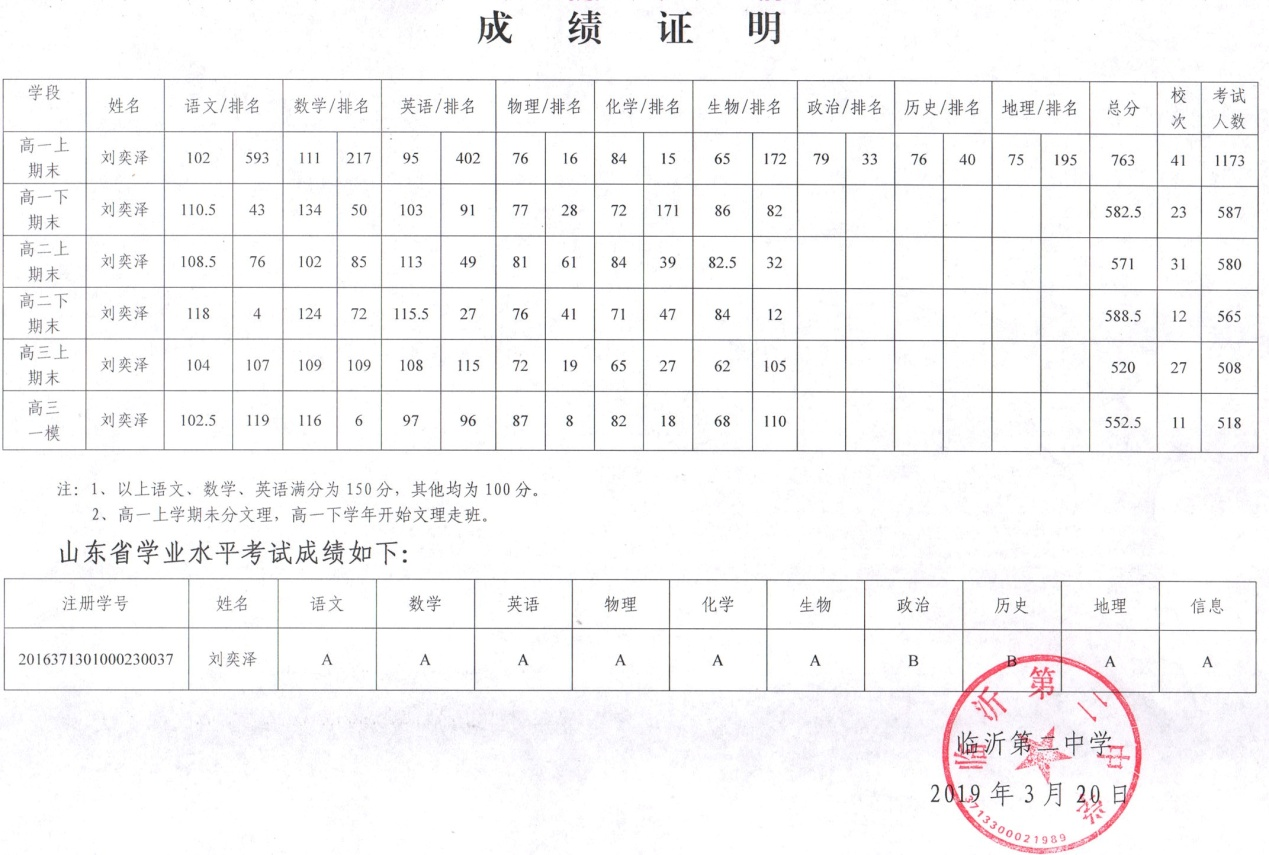 成 绩 证 明
学段 姓名 语文/排名 数学/排名 英语/排名 物理/排名 化学/排名 生物/排名 政治/排名 历史/排名 地理/排名 总分 校次 考试人数
高一上期末 刘奕泽 102 593 111 217 95 402 76 16 84 15 65 172 79 33 76 40 75 195 763 41 1173
高一下期末 刘奕泽 110.5 43 134 50 103 91 77 28 72 171 86 82 582.5 23 587
高二上期末 刘奕泽 108.5 76 102 85 113 49 81 61 84 39 82.5 32 571 31 580
高二下期末 刘奕泽 118 4 124 72 115.5 27 76 41 71 47 84 12 588.5 12 565
高三上期末 刘奕泽 104 107 109 109 108 115 72 19 65 27 62 105 520 27 508
高三一模 刘奕泽 102.5 119 116 6 97 96 87 8 82 18 68 110 552.5 11 518
注：1、以上语文、数学、英语满分为150分，其他均为100分。
2、高一上学期未分文理，高一下学年开始文理走班。
山东省学业水平考试成绩如下：
注册学号 姓名 语文 数学 英语 物理 化学 生物 政治 历史 地理 信息
2016371301000230037 刘奕泽 A A A A A A B B A A
临沂第二中学
2019年3月20日
临沂第二中学
3713300021989